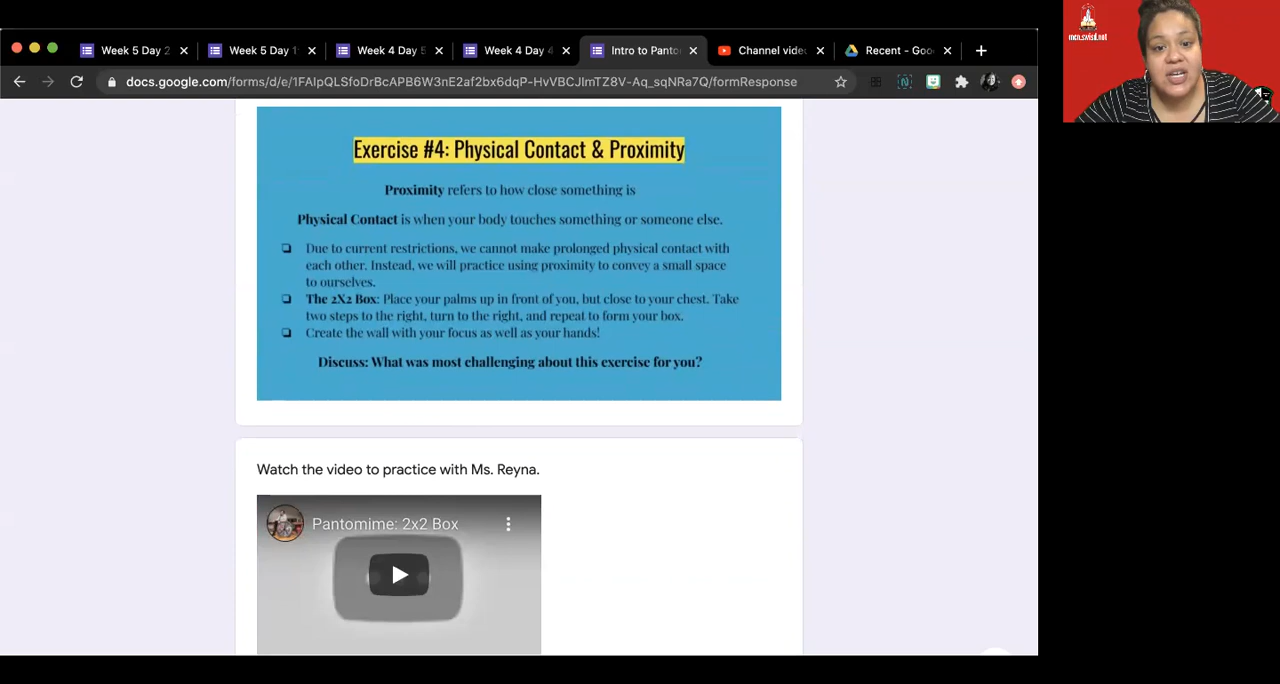 Week 5 Day 2
Week 5 Day 1
Week 4 Day 5
Week 4 Day 4
Intro to Panto
Channel vide
Recent - Goo
docs.google.com/forms/d/e/1FAIpQLSfoDrBcAPB6W3nE2af2bx6dqP-HvVBCJImTZ8V-Aq_sqNRa7Q/formResponse
Exercise #4: Physical Contact & Proximity
Proximity refers to how close something is
Physical Contact is when your body touches something or someone else.
Due to current restrictions, we cannot make prolonged physical contact with
each other. Instead, we will practice using proximity to convey a small space
to ourselves.
The 2X2 Box: Place your palms up in front of you, but close to your chest. Take
two steps to the right, turn to the right, and repeat to form your box.
Create the wall with your focus as well as your hands!
Discuss: What was most challenging about this exercise for you?
Watch the video to practice with Ms. Reyna.
Pantomime: 2x2 Box